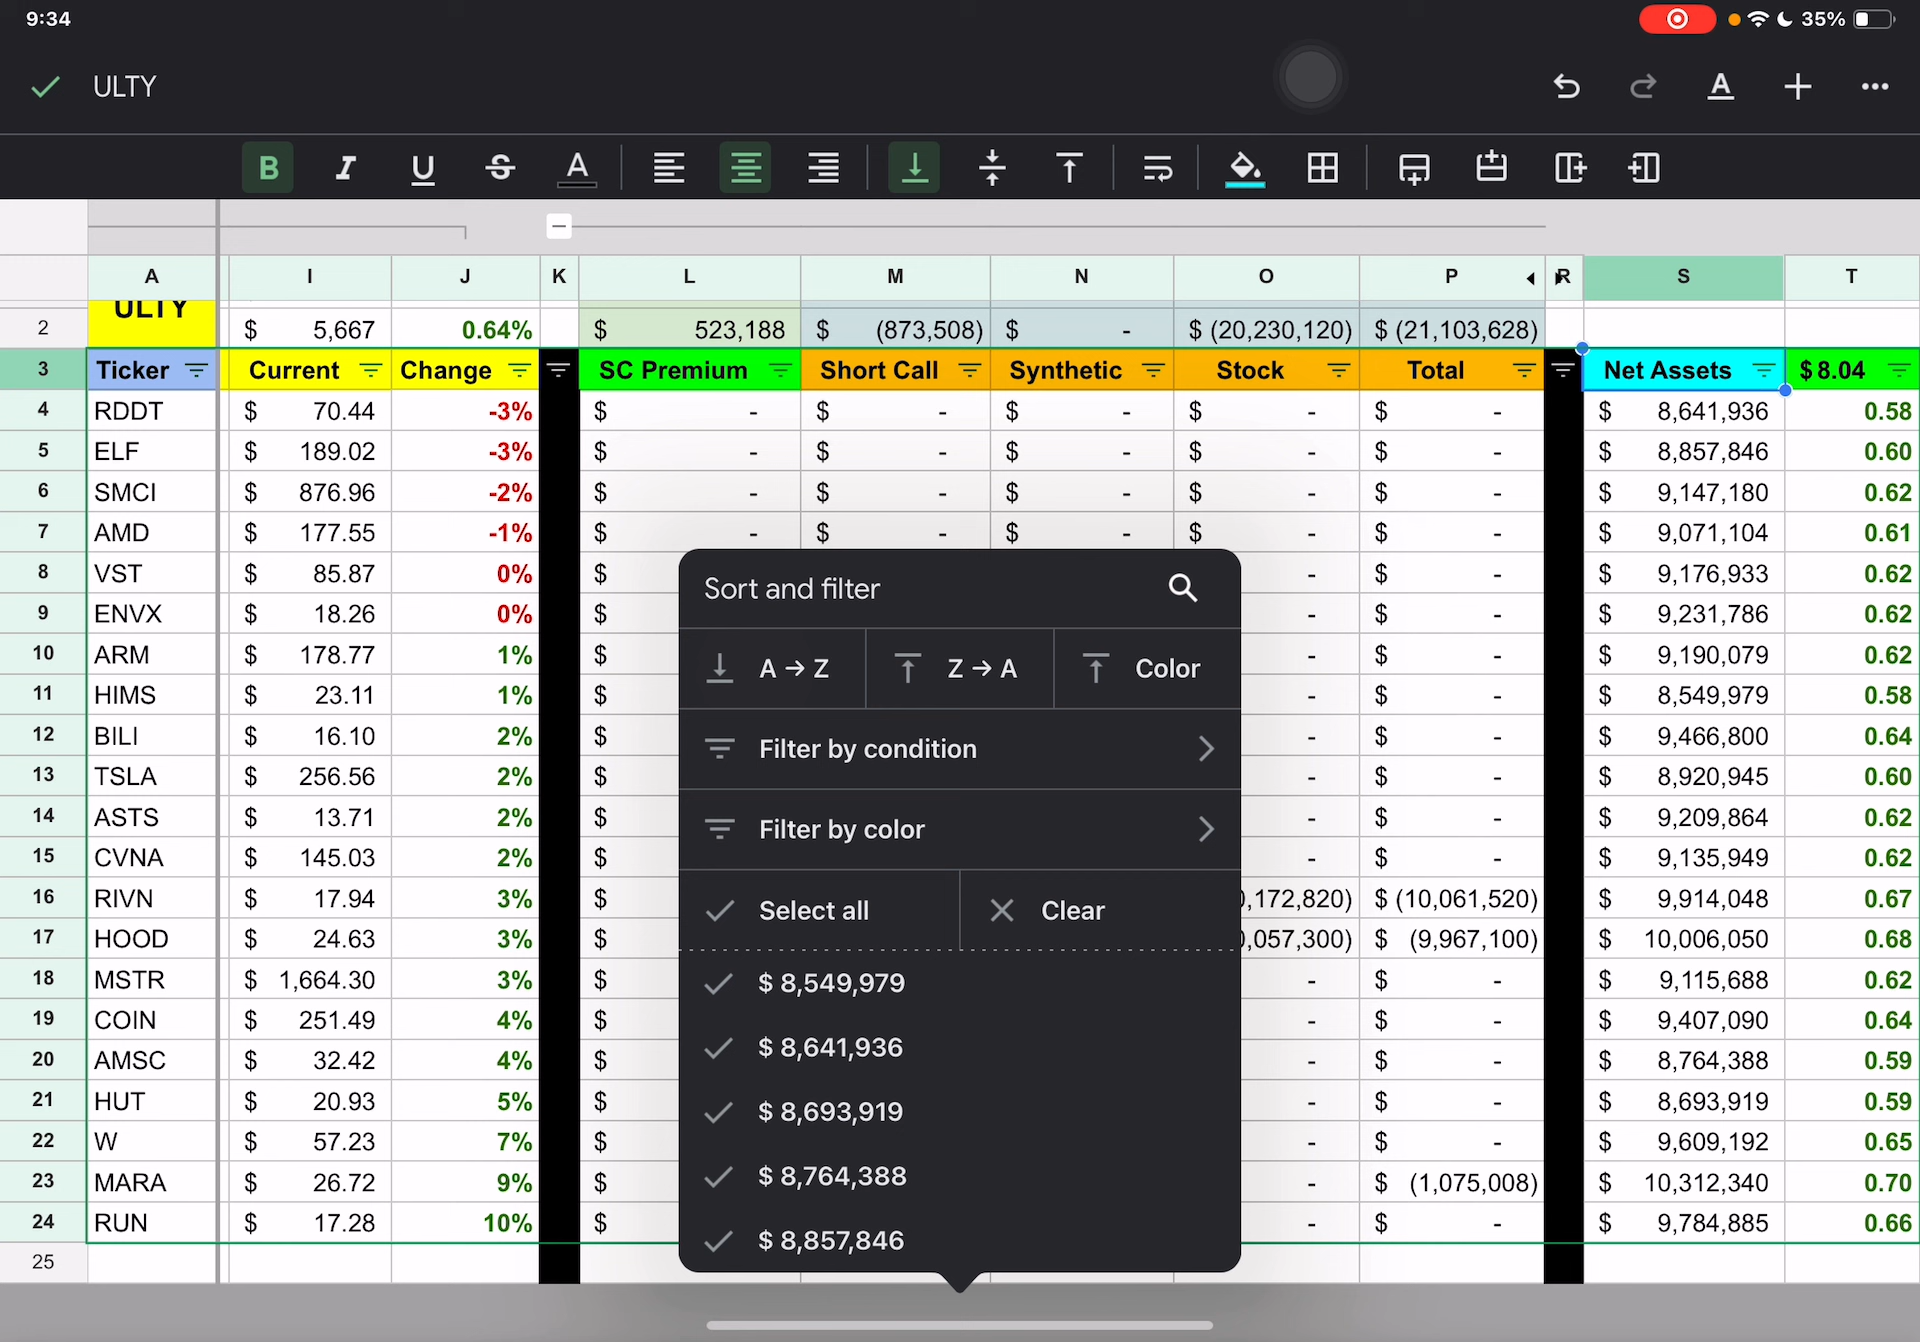 9:34
35%
ULTY
B I U S A
A I J K L M N O P R S T
ULTY
2 $ 5,667 0.64% $ 523,188 $ (873,508) $ - $ (20,230,120) $ (21,103,628)
3 Ticker Current Change SC Premium Short Call Synthetic Stock Total Net Assets $ 8.04
4 RDDT $ 70.44 -3% $ - $ - $ - $ - $ - $ 8,641,936 0.58
5 ELF $ 189.02 -3% $ - $ - $ - $ - $ - $ 8,857,846 0.60
6 SMCI $ 876.96 -2% $ - $ - $ - $ - $ - $ 9,147,180 0.62
7 AMD $ 177.55 -1% $ - $ - $ - $ - $ - $ 9,071,104 0.61
8 VST $ 85.87 0% $ - $ - $ 9,176,933 0.62
9 ENVX $ 18.26 0% $ - $ - $ 9,231,786 0.62
10 ARM $ 178.77 1% $ - $ - $ 9,190,079 0.62
11 HIMS $ 23.11 1% $ - $ - $ 8,549,979 0.58
12 BILI $ 16.10 2% $ - $ - $ 9,466,800 0.64
13 TSLA $ 256.56 2% $ - $ - $ 8,920,945 0.60
14 ASTS $ 13.71 2% $ - $ - $ 9,209,864 0.62
15 CVNA $ 145.03 2% $ - $ - $ 9,135,949 0.62
16 RIVN $ 17.94 3% $ ,172,820) $ (10,061,520) $ 9,914,048 0.67
17 HOOD $ 24.63 3% $ ,057,300) $ (9,967,100) $ 10,006,050 0.68
18 MSTR $ 1,664.30 3% $ - $ - $ 9,115,688 0.62
19 COIN $ 251.49 4% $ - $ - $ 9,407,090 0.64
20 AMSC $ 32.42 4% $ - $ - $ 8,764,388 0.59
21 HUT $ 20.93 5% $ - $ - $ 8,693,919 0.59
22 W $ 57.23 7% $ - $ - $ 9,609,192 0.65
23 MARA $ 26.72 9% $ - $ (1,075,008) $ 10,312,340 0.70
24 RUN $ 17.28 10% $ - $ - $ 9,784,885 0.66
25
Sort and filter
A → Z Z → A Color
Filter by condition
Filter by color
Select all Clear
$ 8,549,979
$ 8,641,936
$ 8,693,919
$ 8,764,388
$ 8,857,846